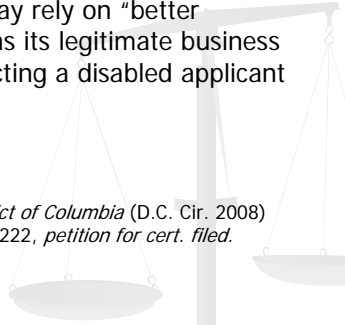 ay rely on "better
as its legitimate business
cting a disabled applicant
ct of Columbia (D.C. Cir. 2008)
222, petition for cert. filed.